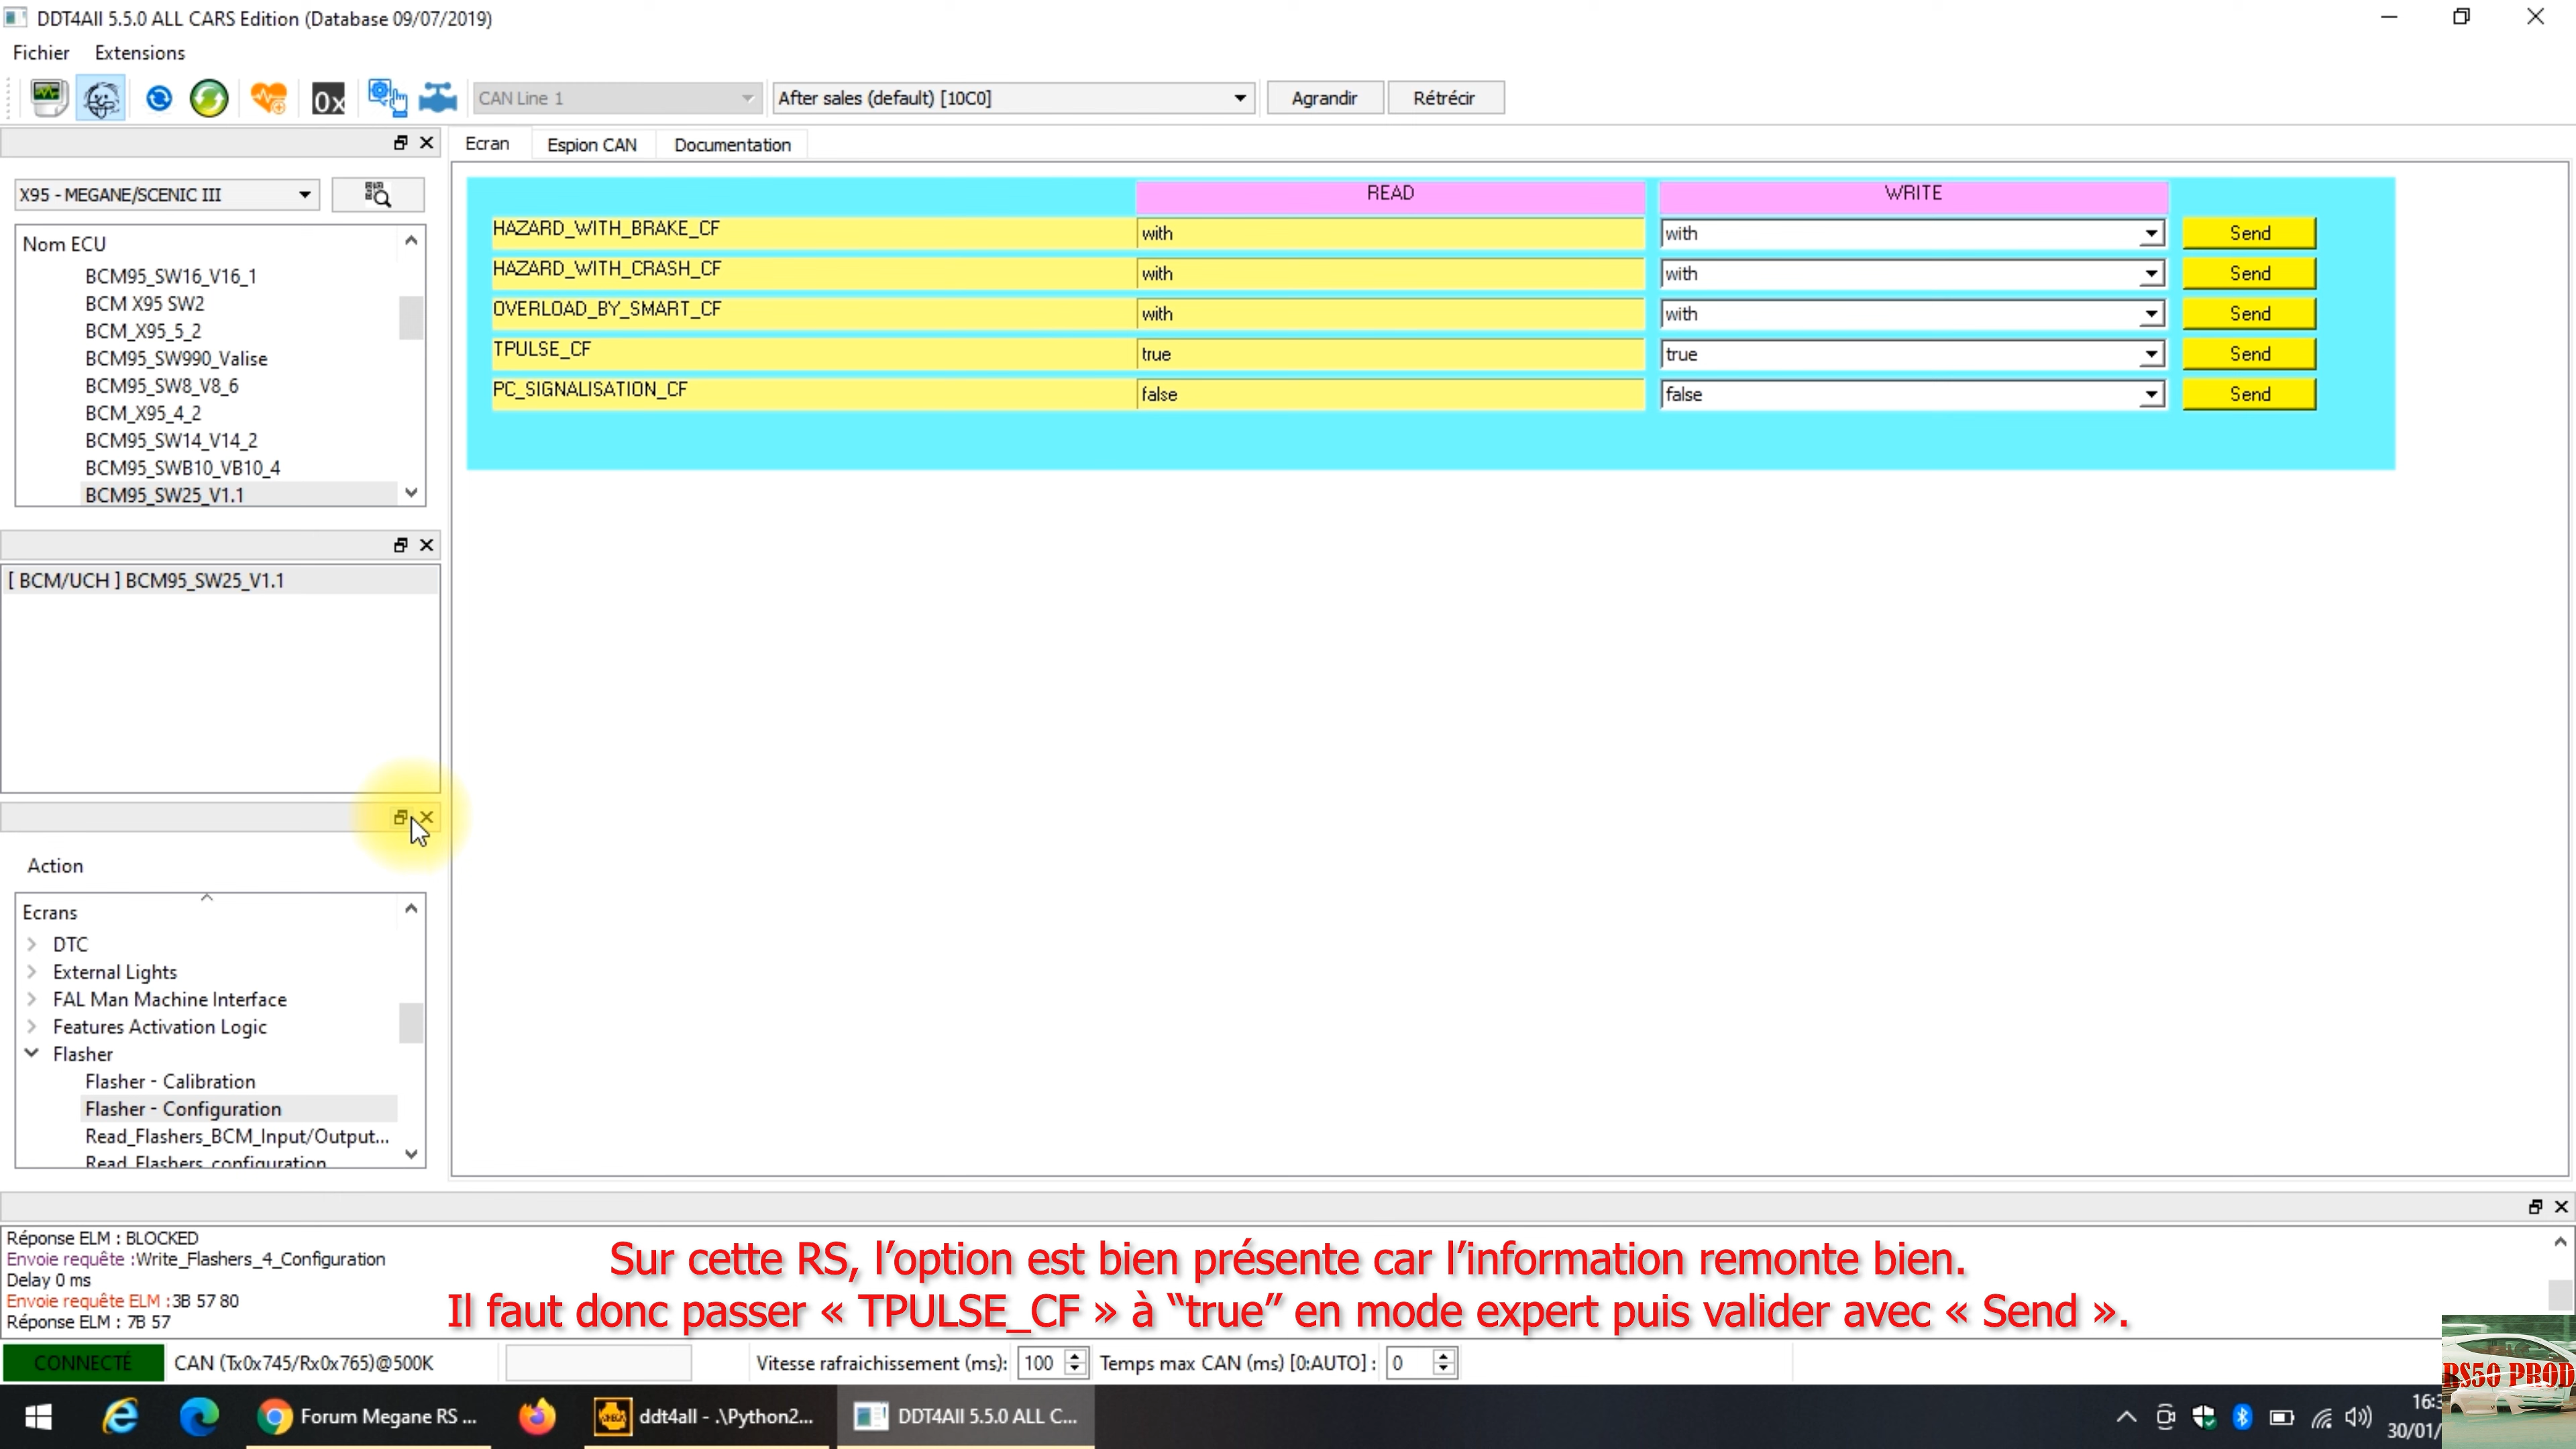 DDT4All 5.5.0 ALL CARS Edition (Database 09/07/2019)
Fichier Extensions
0x CAN Line 1 After sales (default) [10C0] Agrandir Rétrécir
Ecran Espion CAN Documentation
X95 - MEGANE/SCENIC III
Nom ECU
BCM95_SW16_V16_1
BCM X95 SW2
BCM_X95_5_2
BCM95_SW990_Valise
BCM95_SW8_V8_6
BCM_X95_4_2
BCM95_SW14_V14_2
BCM95_SWB10_VB10_4
BCM95_SW25_V1.1
[ BCM/UCH ] BCM95_SW25_V1.1
READ WRITE
HAZARD_WITH_BRAKE_CF with with Send
HAZARD_WITH_CRASH_CF with with Send
OVERLOAD_BY_SMART_CF with with Send
TPULSE_CF true true Send
PC_SIGNALISATION_CF false false Send
Action
Ecrans
DTC
External Lights
FAL Man Machine Interface
Features Activation Logic
Flasher
Flasher - Calibration
Flasher - Configuration
Read_Flashers_BCM_Input/Output...
Read_Flashers_configuration
Réponse ELM : BLOCKED
Envoie requête :Write_Flashers_4_Configuration
Delay 0 ms
Envoie requête ELM :3B 57 80
Réponse ELM : 7B 57
Sur cette RS, l’option est bien présente car l’information remonte bien.
Il faut donc passer « TPULSE_CF » à “true” en mode expert puis valider avec « Send ».
CONNECTÉ CAN (Tx0x745/Rx0x765)@500K Vitesse rafraichissement (ms): 100 Temps max CAN (ms) [0:AUTO] : 0
RS50 PROD
Forum Megane RS ... ddt4all - .\Python2... DDT4All 5.5.0 ALL C...
16:3
30/01/